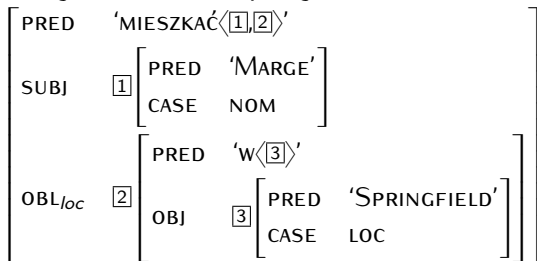 PRED ‘MIESZKAĆ⟨1,2⟩’
SUBJ 1 PRED ‘MARGE’
CASE NOM
PRED ‘W⟨3⟩’
OBLloc 2 OBJ 3 PRED ‘SPRINGFIELD’
CASE LOC